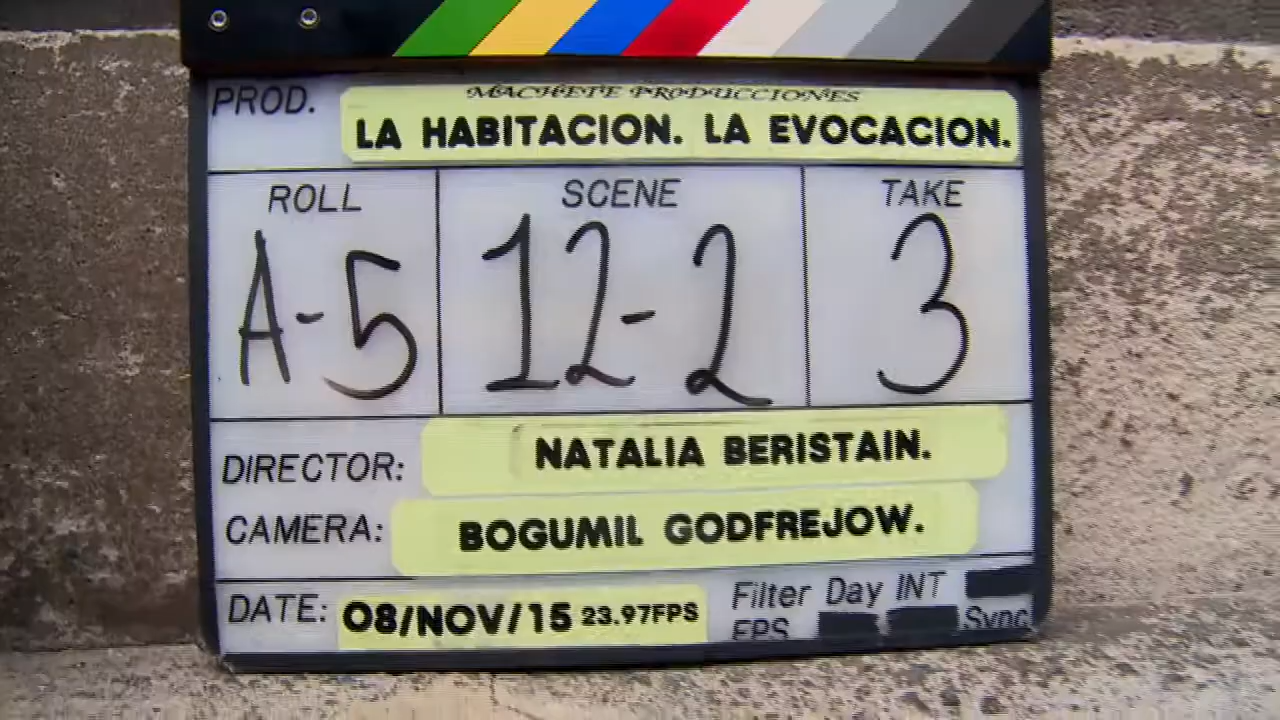 MACHETE PRODUCCIONES
PROD. LA HABITACION. LA EVOCACION.
ROLL SCENE TAKE
A-5 12-2 3
DIRECTOR: NATALIA BERISTAIN.
CAMERA: BOGUMIL GODFREJOW.
DATE: 08/NOV/15 23.97FPS
Filter Day INT
FPS Sync